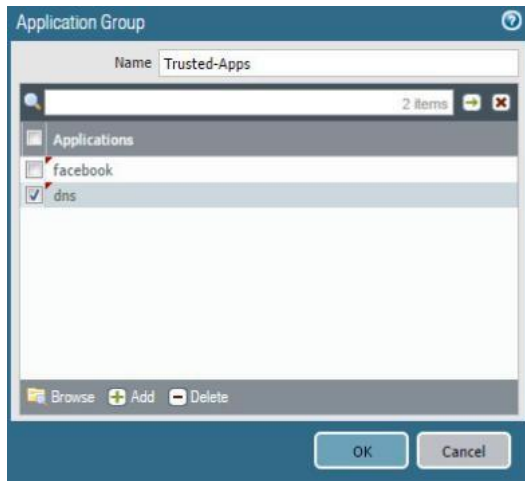 Application Group
Name Trusted-Apps
2 items
Applications
facebook
dns
Browse Add Delete
OK Cancel